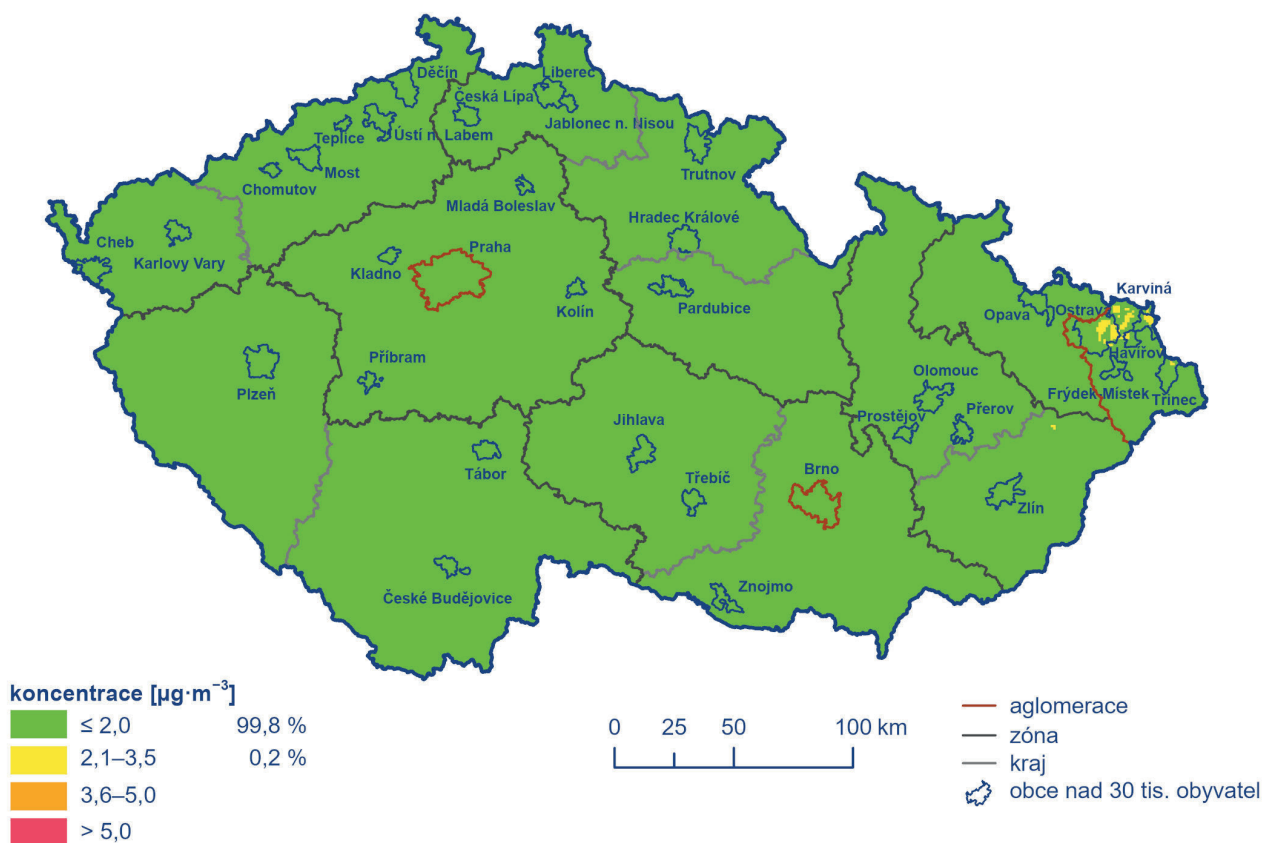 Děčín
Liberec
Česká Lípa
Jablonec n. Nisou
Teplice
Ústí n. Labem
Most
Chomutov
Trutnov
Mladá Boleslav
Hradec Králové
Cheb
Karlovy Vary
Praha
Kladno
Kolín
Pardubice
Karviná
Opava
Ostrava
Havířov
Příbram
Plzeň
Olomouc
Frýdek-Místek
Třinec
Prostějov
Přerov
Jihlava
Tábor
Třebíč
Brno
Zlín
České Budějovice
Znojmo
koncentrace [µg·m⁻³]
≤ 2,0 99,8 %
2,1–3,5 0,2 %
3,6–5,0
> 5,0
0 25 50 100 km
aglomerace
zóna
kraj
obce nad 30 tis. obyvatel